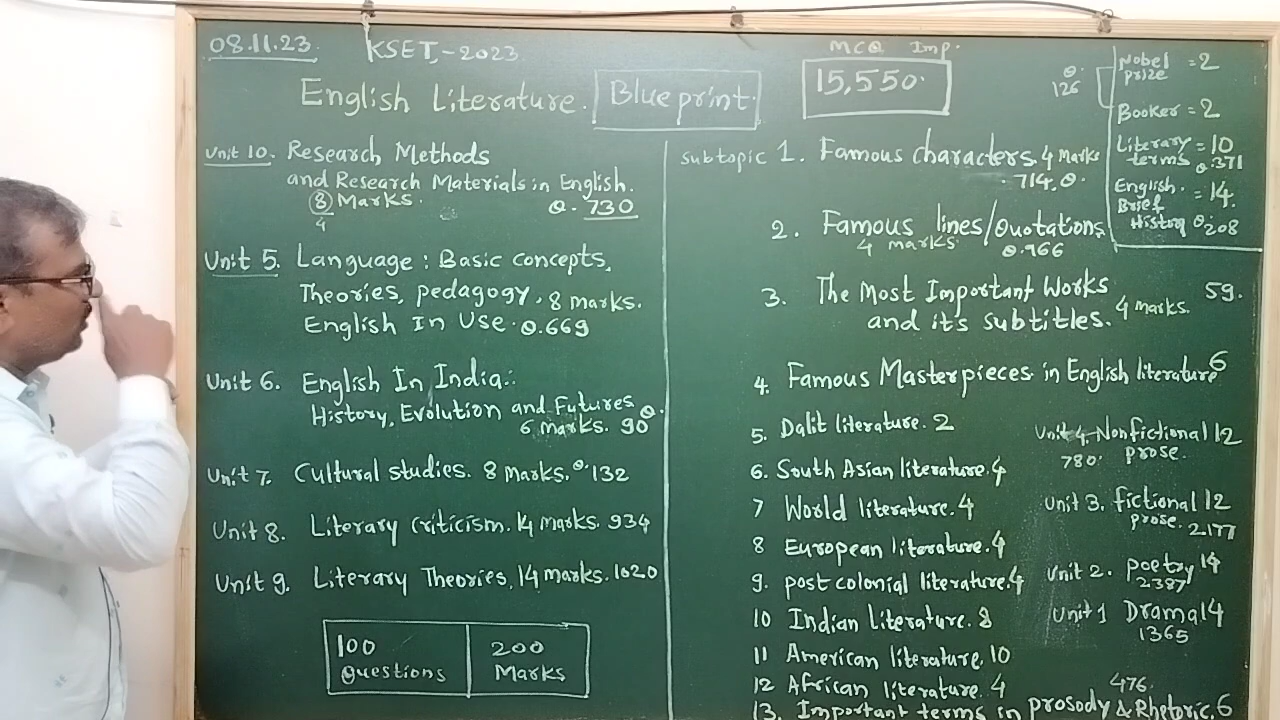 08.11.23. KSET,-2023
English Literature. Blue print.
MCQ Imp.
15,550.
Nobel prize = 2
Q. 126
Booker = 2
Literary terms = 10
Q.371
English. Brief History = 14.
Q208
Unit 10. Research Methods
and Research Materials in English.
8 Marks.
4
Q. 730
Unit 5. Language : Basic concepts,
Theories, pedagogy. 8 marks.
English In Use. Q.669
Unit 6. English In India:
History, Evolution and Futures Q.
6 marks. 90
Unit 7. Cultural studies. 8 Marks. Q. 132
Unit 8. Literary Criticism. 14 marks. 934
Unit 9. Literary Theories, 14 marks. 1020
100 Questions
200 Marks
subtopic 1. Famous characters. 4 Marks
714. Q.
2. Famous lines/Quotations,
4 marks. Q.966
3. The Most Important Works 59.
and its subtitles. 4 marks.
4. Famous Masterpieces in English literature 6
5. Dalit literature. 2
6. South Asian literature. 4
7 World literature. 4
8 European literature. 4
9. post colonial literature. 4
10 Indian Literature. 8
11 American literature. 10
12 African literature. 4
476.
13. Important terms in prosody & Rhetoric. 6
Unit 4. Nonfictional 12
780. prose.
Unit 3. fictional 12
prose. 2177
Unit 2. poetry 14
2387
Unit 1 Drama 14
1365